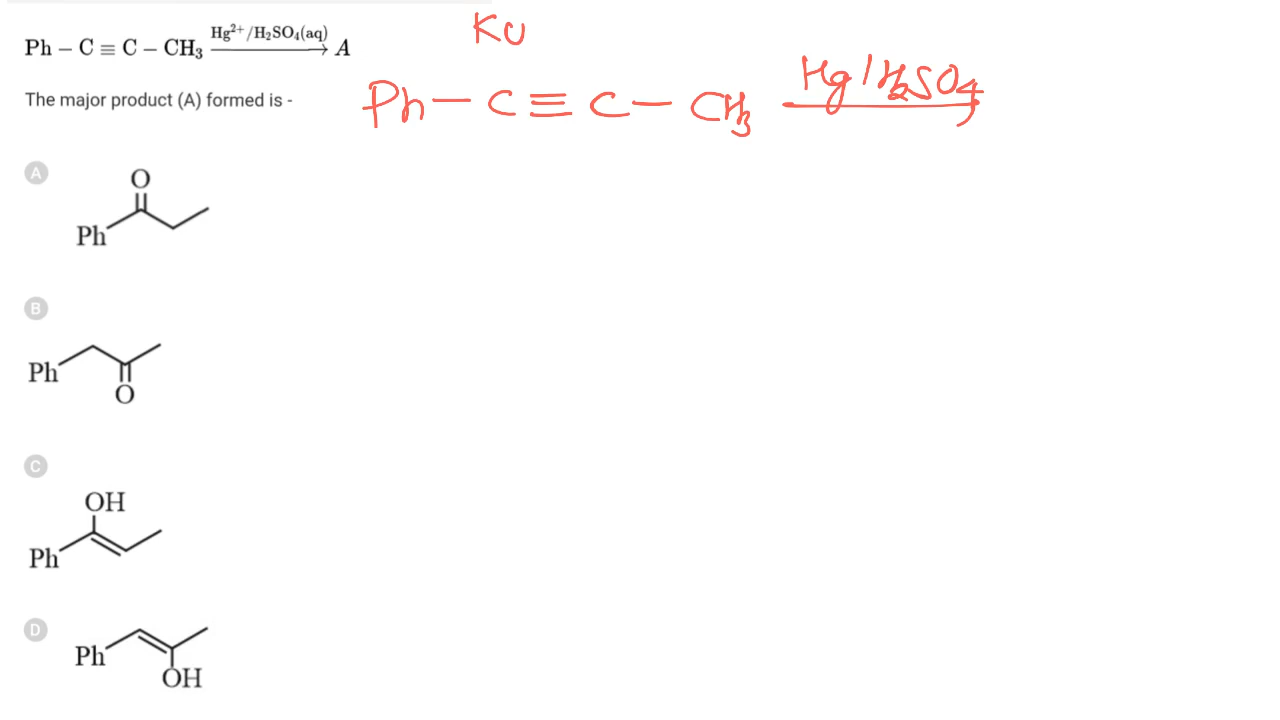 Ph – C ≡ C – CH₃ Hg²⁺/H₂SO₄(aq) → A
KU
The major product (A) formed is -
Ph — C ≡ C — CH₃ Hg/H₂SO₄ →
A
O
Ph
B
Ph
O
C
OH
Ph
D
Ph
OH